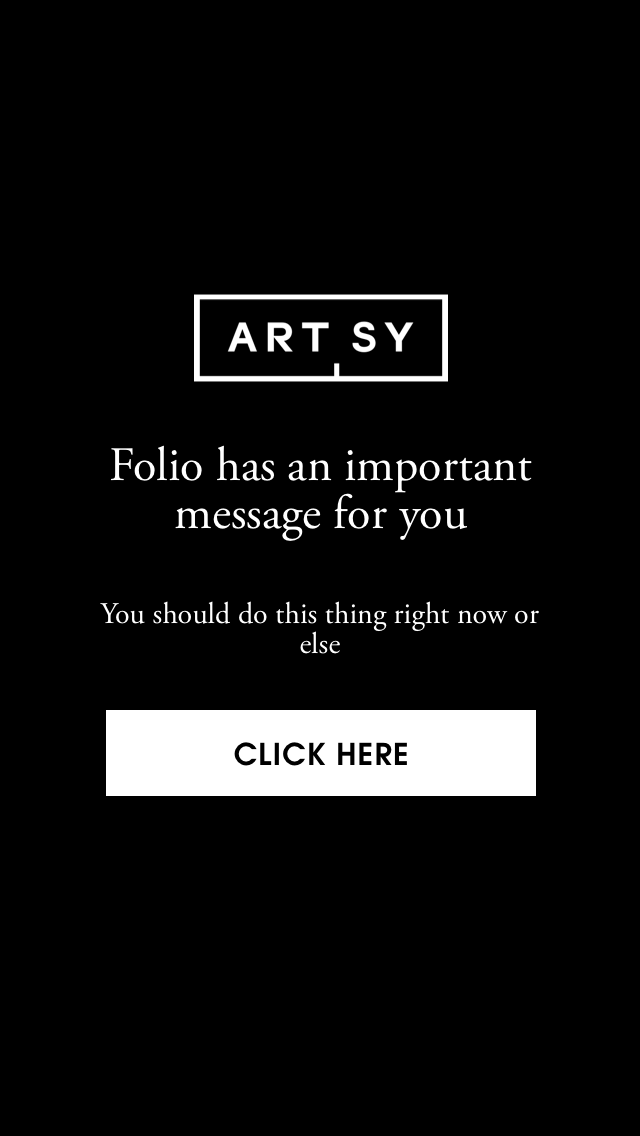 ARTSY
Folio has an important
message for you
You should do this thing right now or
else
CLICK HERE